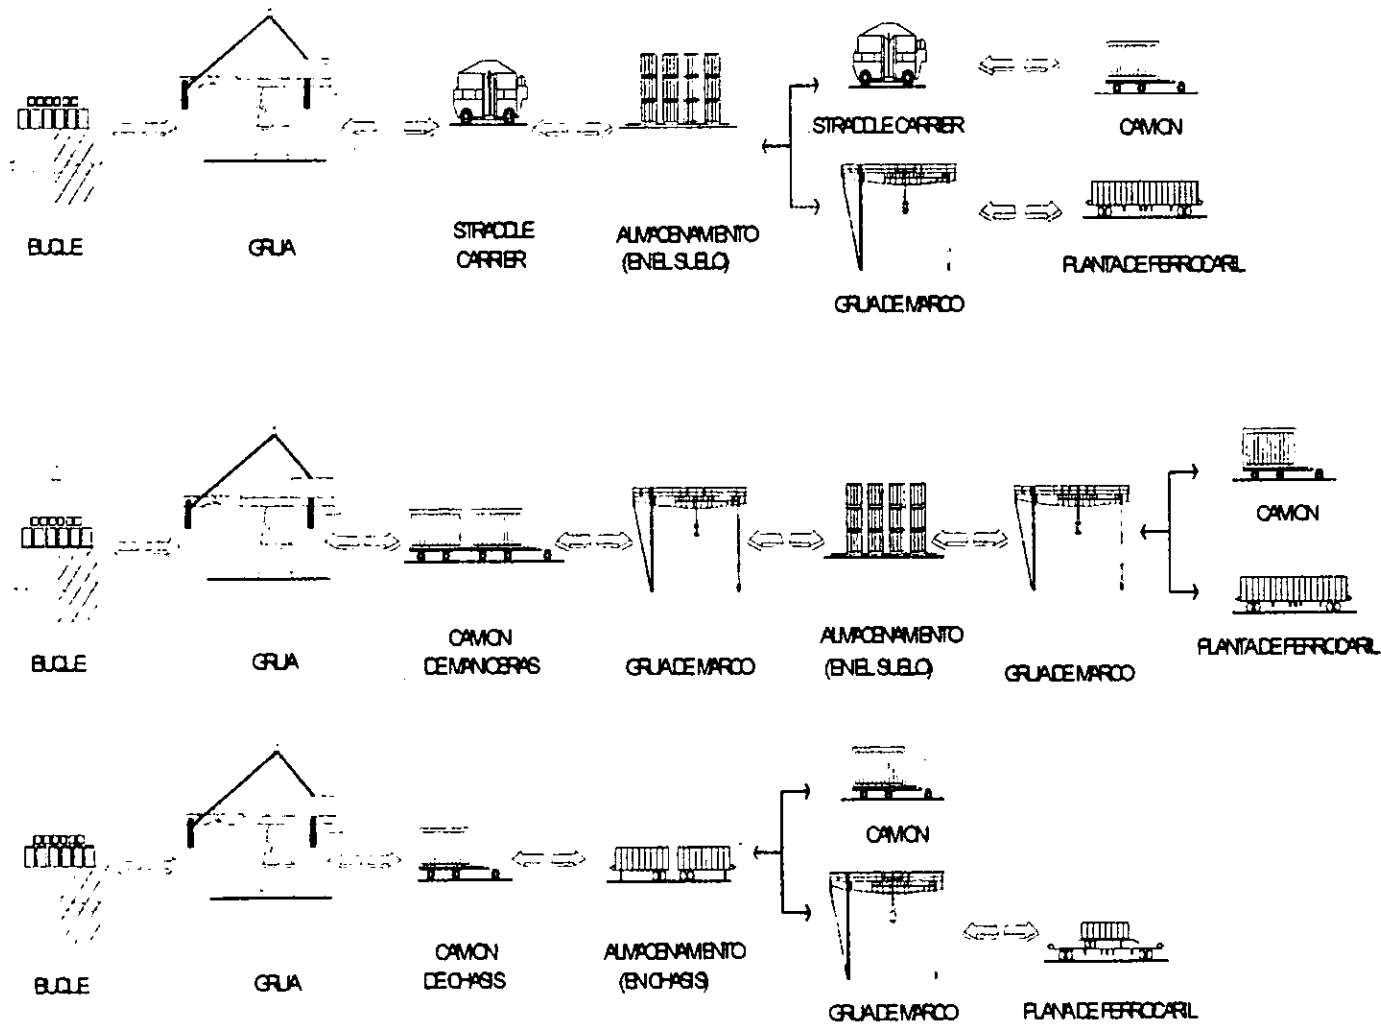 STRADDLE CARRIER
CAMION
BUQUE
GRUA
STRADDLE
CARRIER
ALMACENAMIENTO
(EN EL SUELO)
PLANTA DE FERROCARIL
GRUA DE MARCO
CAMION
BUQUE
GRUA
CAMION
DE MANCERAS
GRUA DE MARCO
ALMACENAMIENTO
(EN EL SUELO)
GRUA DE MARCO
PLANTA DE FERROCARIL
CAMION
BUQUE
GRUA
CAMION
DE CHASIS
ALMACENAMIENTO
(EN CHASIS)
GRUA DE MARCO
PLANA DE FERROCARIL